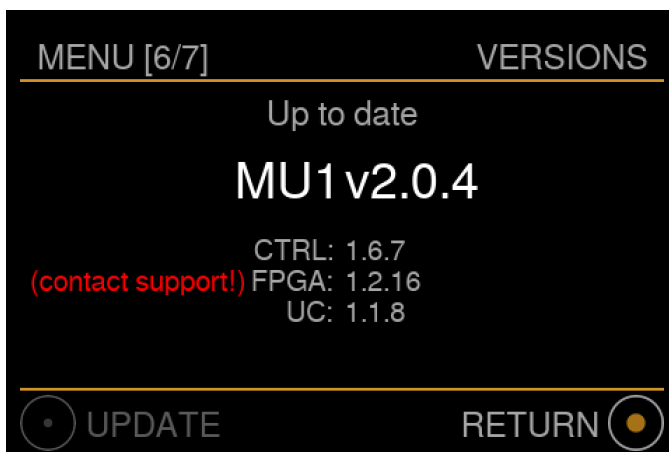 MENU [6/7] VERSIONS
Up to date
MU1 v2.0.4
CTRL: 1.6.7
(contact support!) FPGA: 1.2.16
UC: 1.1.8
UPDATE RETURN